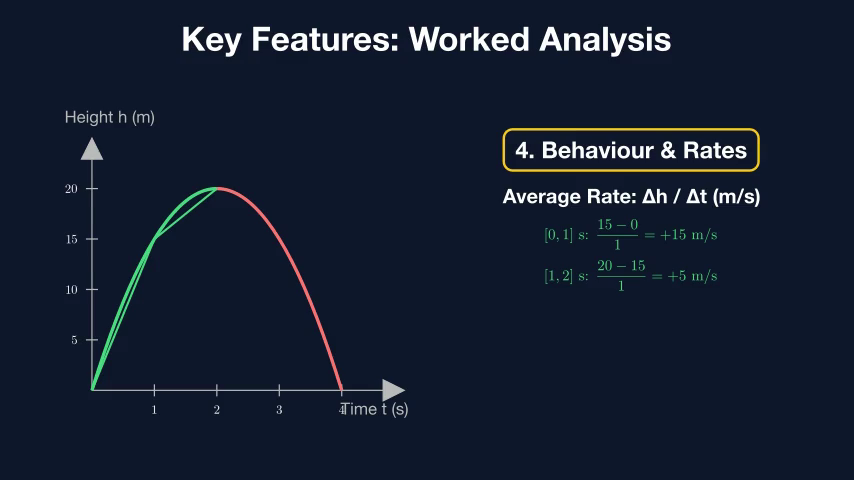 Key Features: Worked Analysis
Height h (m)
20
15
10
5
1 2 3 4
Time t (s)
4. Behaviour & Rates
Average Rate: Δh / Δt (m/s)
[0, 1] s: (15 − 0)/1 = +15 m/s
[1, 2] s: (20 − 15)/1 = +5 m/s